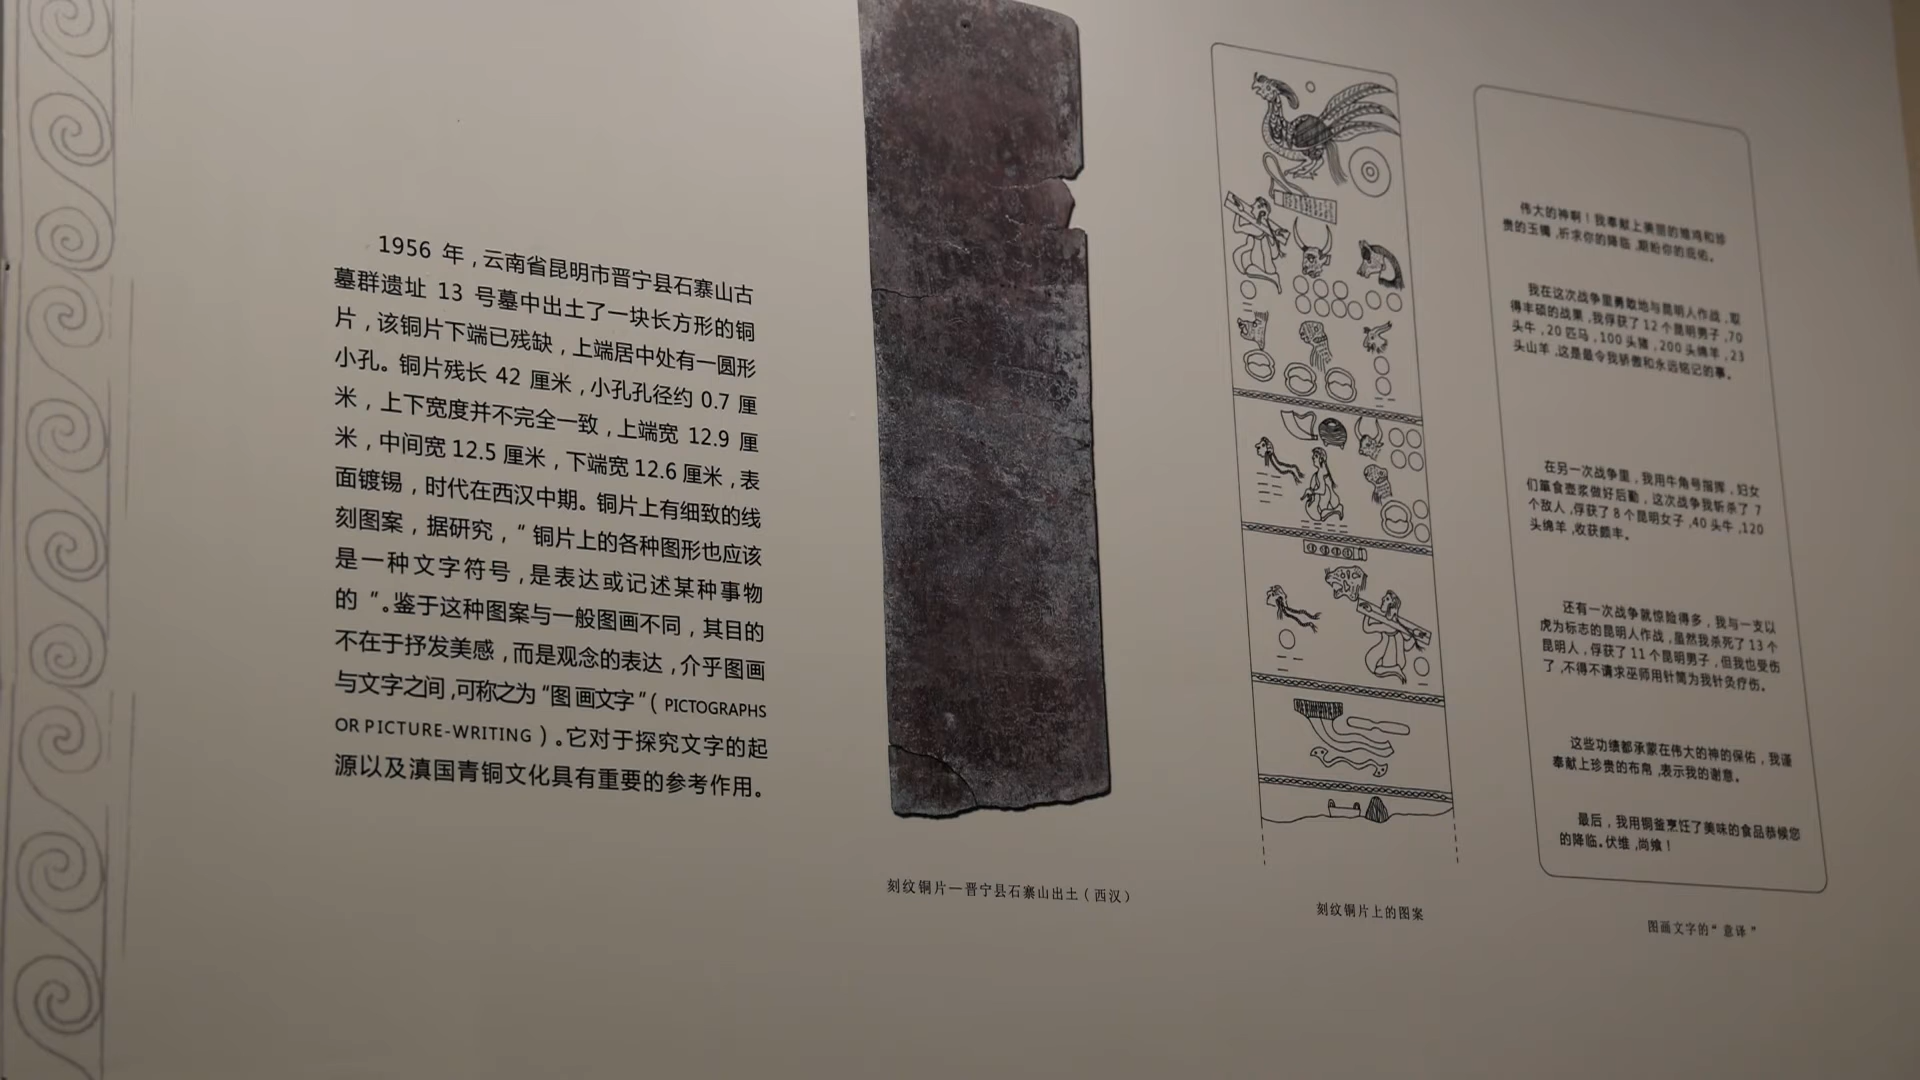 1956 年，云南省昆明市晋宁县石寨山古
墓群遗址 13 号墓中出土了一块长方形的铜
片，该铜片下端已残缺，上端居中处有一圆形
小孔。铜片残长 42 厘米，小孔孔径约 0.7 厘
米，上下宽度并不完全一致，上端宽 12.9 厘
米，中间宽 12.5 厘米，下端宽 12.6 厘米，表
面镀锡，时代在西汉中期。铜片上有细致的线
刻图案，据研究，“铜片上的各种图形也应该
是一种文字符号，是表达或记述某种事物
的“。鉴于这种图案与一般图画不同，其目的
不在于抒发美感，而是观念的表达，介乎图画
与文字之间，可称之为“图画文字”（PICTOGRAPHS
OR PICTURE-WRITING）。它对于探究文字的起
源以及滇国青铜文化具有重要的参考作用。
刻纹铜片—晋宁县石寨山出土（西汉）
刻纹铜片上的图案
伟大的神啊！我奉献上美丽的雉鸡和珍
贵的玉镯，祈求你的降临，期盼你的庇佑。
我在这次战争里勇敢地与昆明人作战，取
得丰硕的战果，我俘获了 12 个昆明男子，70
头牛，20 匹马，100 头猪，200 头绵羊，23
头山羊，这是最令我骄傲和永远铭记的事。
在另一次战争里，我用牛角号指挥，妇女
们箪食壶浆做好后勤，这次战争我斩杀了 7
个敌人，俘获了 8 个昆明女子，40 头牛，120
头绵羊，收获颇丰。
还有一次战争就惊险得多，我与一支以
虎为标志的昆明人作战，虽然我杀死了 13 个
昆明人，俘获了 11 个昆明男子，但我也受伤
了，不得不请求巫师用针筒为我针灸疗伤。
这些功绩都承蒙在伟大的神的保佑，我谨
奉献上珍贵的布帛，表示我的谢意。
最后，我用铜釜烹饪了美味的食品恭候您
的降临。伏维，尚飨！
图画文字的“意译”